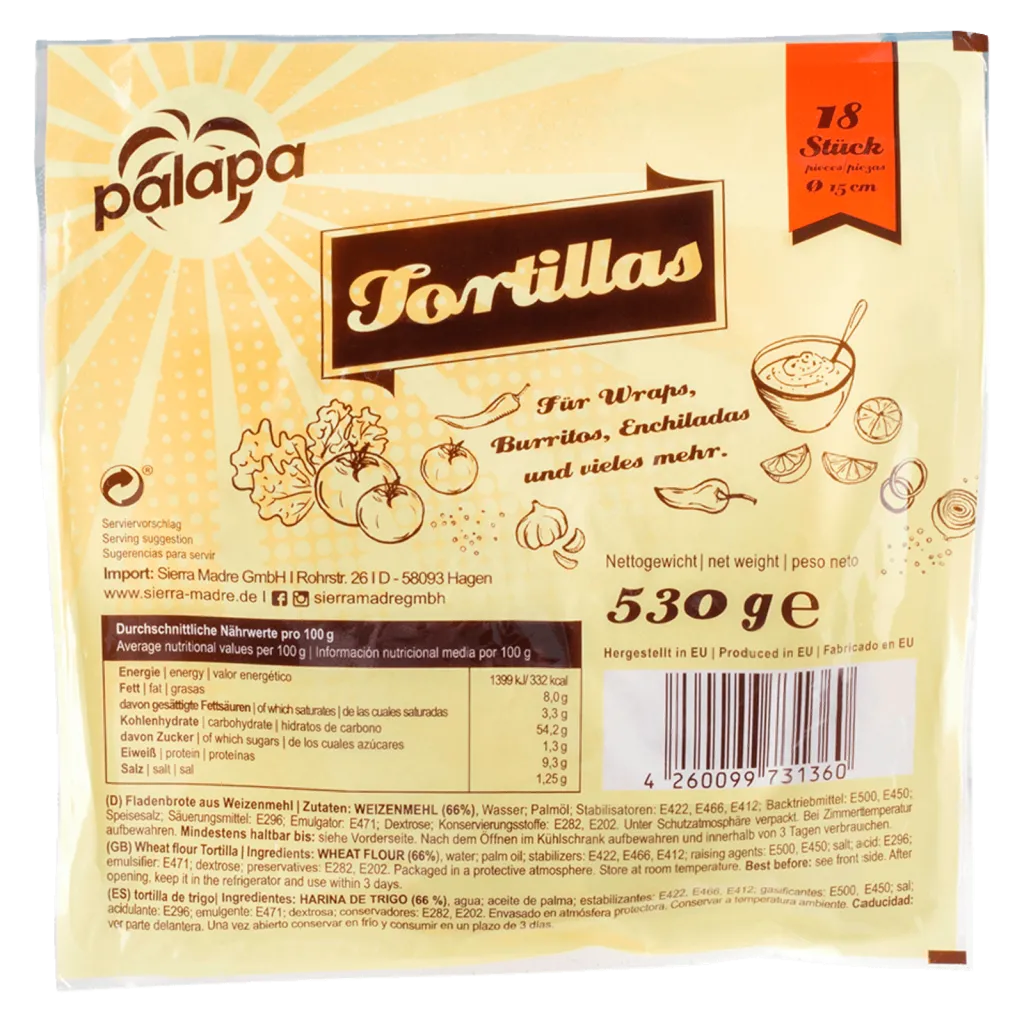 palapa
18
Stück
pieces/piezas
Ø 15 cm
Tortillas
Für Wraps,
Burritos, Enchiladas
und vieles mehr.
®
Serviervorschlag
Serving suggestion
Sugerencias para servir
Import: Sierra Madre GmbH I Rohrstr. 26 I D - 58093 Hagen
www.sierra-madre.de I sierramadregmbh
Nettogewicht | net weight | peso neto
530 g e
Hergestellt in EU | Produced in EU | Fabricado en EU
Durchschnittliche Nährwerte pro 100 g
Average nutritional values per 100 g | Información nutricional media por 100 g
Energie | energy | valor energético 1399 kJ/ 332 kcal
Fett | fat | grasas 8,0 g
davon gesättigte Fettsäuren | of which saturates | de las cuales saturadas 3,3 g
Kohlenhydrate | carbohydrate | hidratos de carbono 54,2 g
davon Zucker | of which sugars | de los cuales azúcares 1,3 g
Eiweiß | protein | proteinas 9,3 g
Salz | salt | sal 1,25 g
4 260099 731360
(D) Fladenbrote aus Weizenmehl | Zutaten: WEIZENMEHL (66%), Wasser; Palmöl; Stabilisatoren: E422, E466, E412; Backtriebmittel: E500, E450;
Speisesalz; Säuerungsmittel: E296; Emulgator: E471; Dextrose; Konservierungsstoffe: E282, E202. Unter Schutzatmosphäre verpackt. Bei Zimmertemperatur
aufbewahren. Mindestens haltbar bis: siehe Vorderseite. Nach dem Öffnen im Kühlschrank aufbewahren und innerhalb von 3 Tagen verbrauchen.
(GB) Wheat flour Tortilla | Ingredients: WHEAT FLOUR (66%), water; palm oil; stabilizers: E422, E466, E412; raising agents: E500, E450; salt; acid: E296;
emulsifier: E471; dextrose; preservatives: E282, E202. Packaged in a protective atmosphere. Store at room temperature. Best before: see front side. After
opening, keep it in the refrigerator and use within 3 days.
(ES) tortilla de trigo| Ingredientes: HARINA DE TRIGO (66 %), agua; aceite de palma; estabilizantes: E422, E466, E412; gasificantes: E500, E450; sal;
acidulante: E296; emulgente: E471; dextrosa; conservadores: E282, E202. Envasado en atmósfera protectora. Conservar a temperatura ambiente. Caducidad:
ver parte delantera. Una vez abierto conservar en frío y consumir en un plazo de 3 dias.